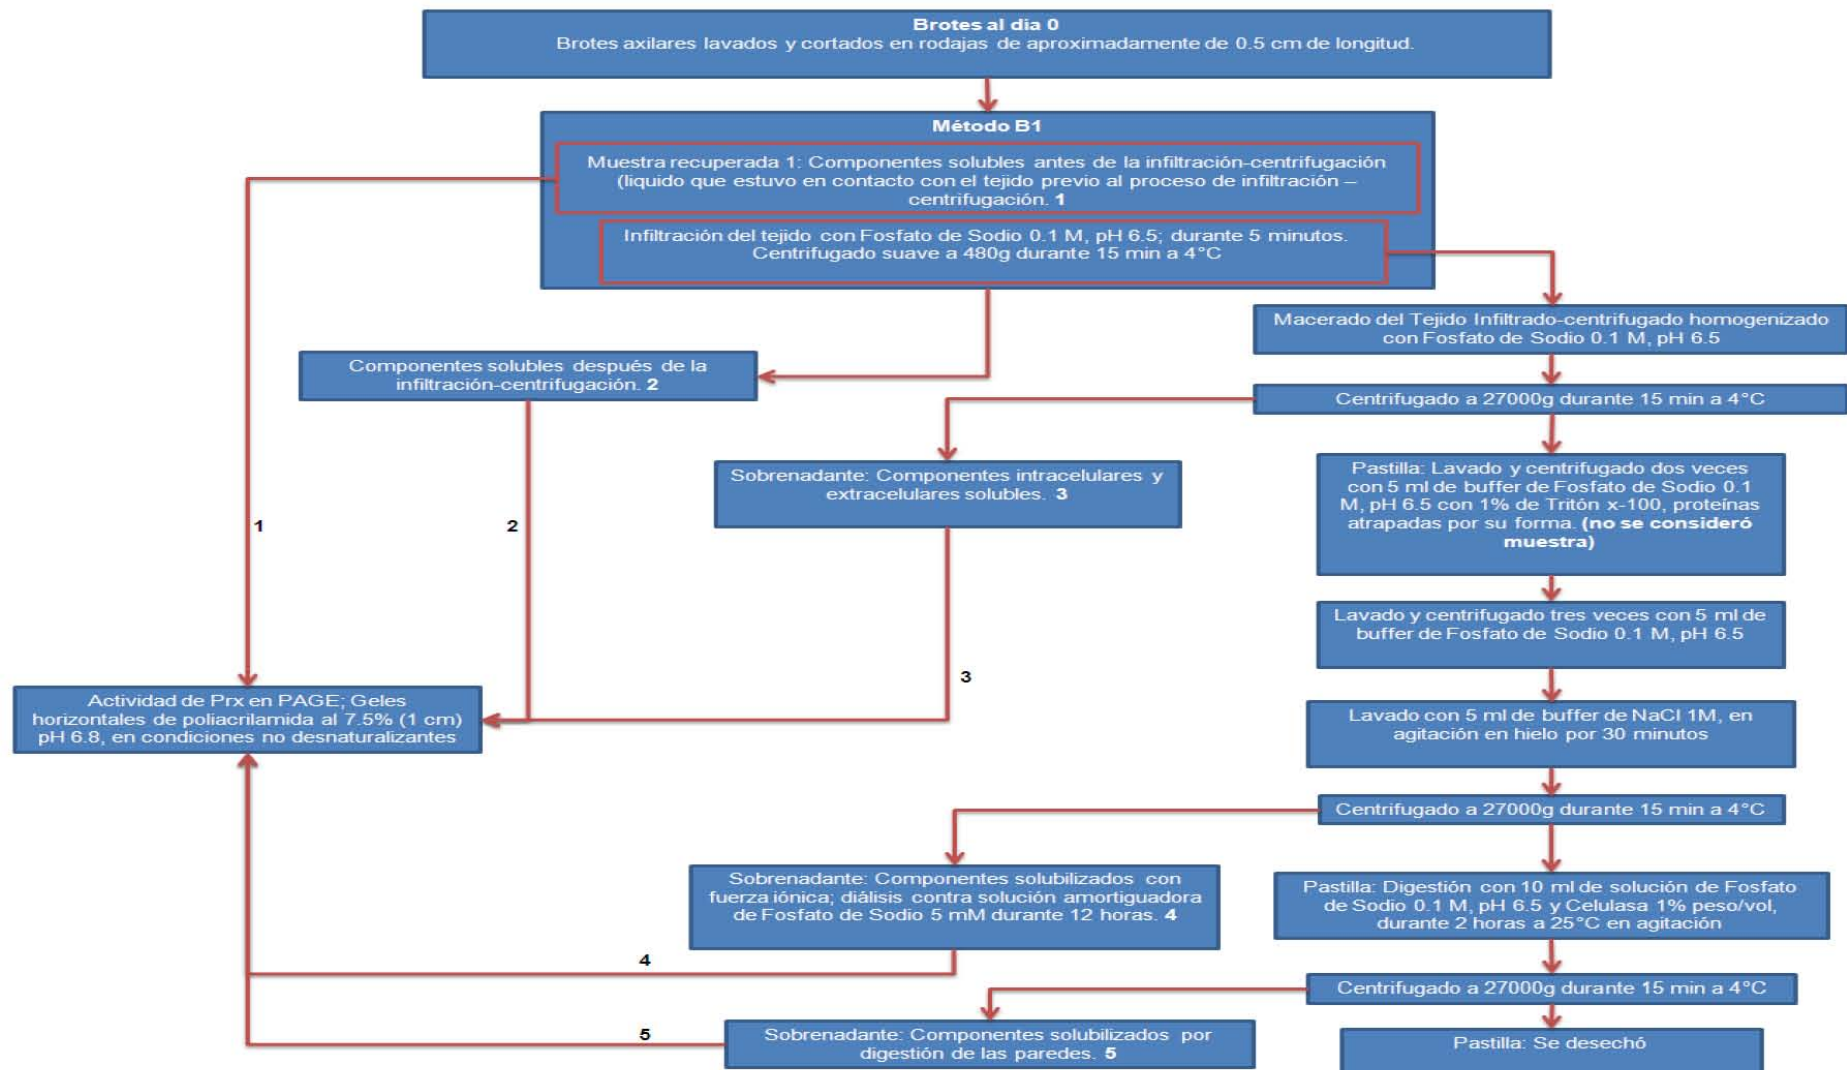 Brotes al dia 0
Brotes axilares lavados y cortados en rodajas de aproximadamente de 0.5 cm de longitud.
Método B1
Muestra recuperada 1: Componentes solubles antes de la infiltración-centrifugación
(liquido que estuvo en contacto con el tejido previo al proceso de infiltración –
centrifugación. 1
Infiltración del tejido con Fosfato de Sodio 0.1 M, pH 6.5; durante 5 minutos.
Centrifugado suave a 480g durante 15 min a 4°C
Macerado del Tejido Infiltrado-centrifugado homogenizado
con Fosfato de Sodio 0.1 M, pH 6.5
Componentes solubles después de la
infiltración-centrifugación. 2
Centrifugado a 27000g durante 15 min a 4°C
Sobrenadante: Componentes intracelulares y
extracelulares solubles. 3
Pastilla: Lavado y centrifugado dos veces
con 5 ml de buffer de Fosfato de Sodio 0.1
M, pH 6.5 con 1% de Tritón x-100, proteínas
atrapadas por su forma. (no se consideró
muestra)
1
2
Lavado y centrifugado tres veces con 5 ml de
buffer de Fosfato de Sodio 0.1 M, pH 6.5
3
Actividad de Prx en PAGE; Geles
horizontales de poliacrilamida al 7.5% (1 cm)
pH 6.8, en condiciones no desnaturalizantes
Lavado con 5 ml de buffer de NaCl 1M, en
agitación en hielo por 30 minutos
Centrifugado a 27000g durante 15 min a 4°C
Sobrenadante: Componentes solubilizados con
fuerza iónica; diálisis contra solución amortiguadora
de Fosfato de Sodio 5 mM durante 12 horas. 4
Pastilla: Digestión con 10 ml de solución de Fosfato
de Sodio 0.1 M, pH 6.5 y Celulasa 1% peso/vol,
durante 2 horas a 25°C en agitación
4
Centrifugado a 27000g durante 15 min a 4°C
5
Sobrenadante: Componentes solubilizados por
digestión de las paredes. 5
Pastilla: Se desechó